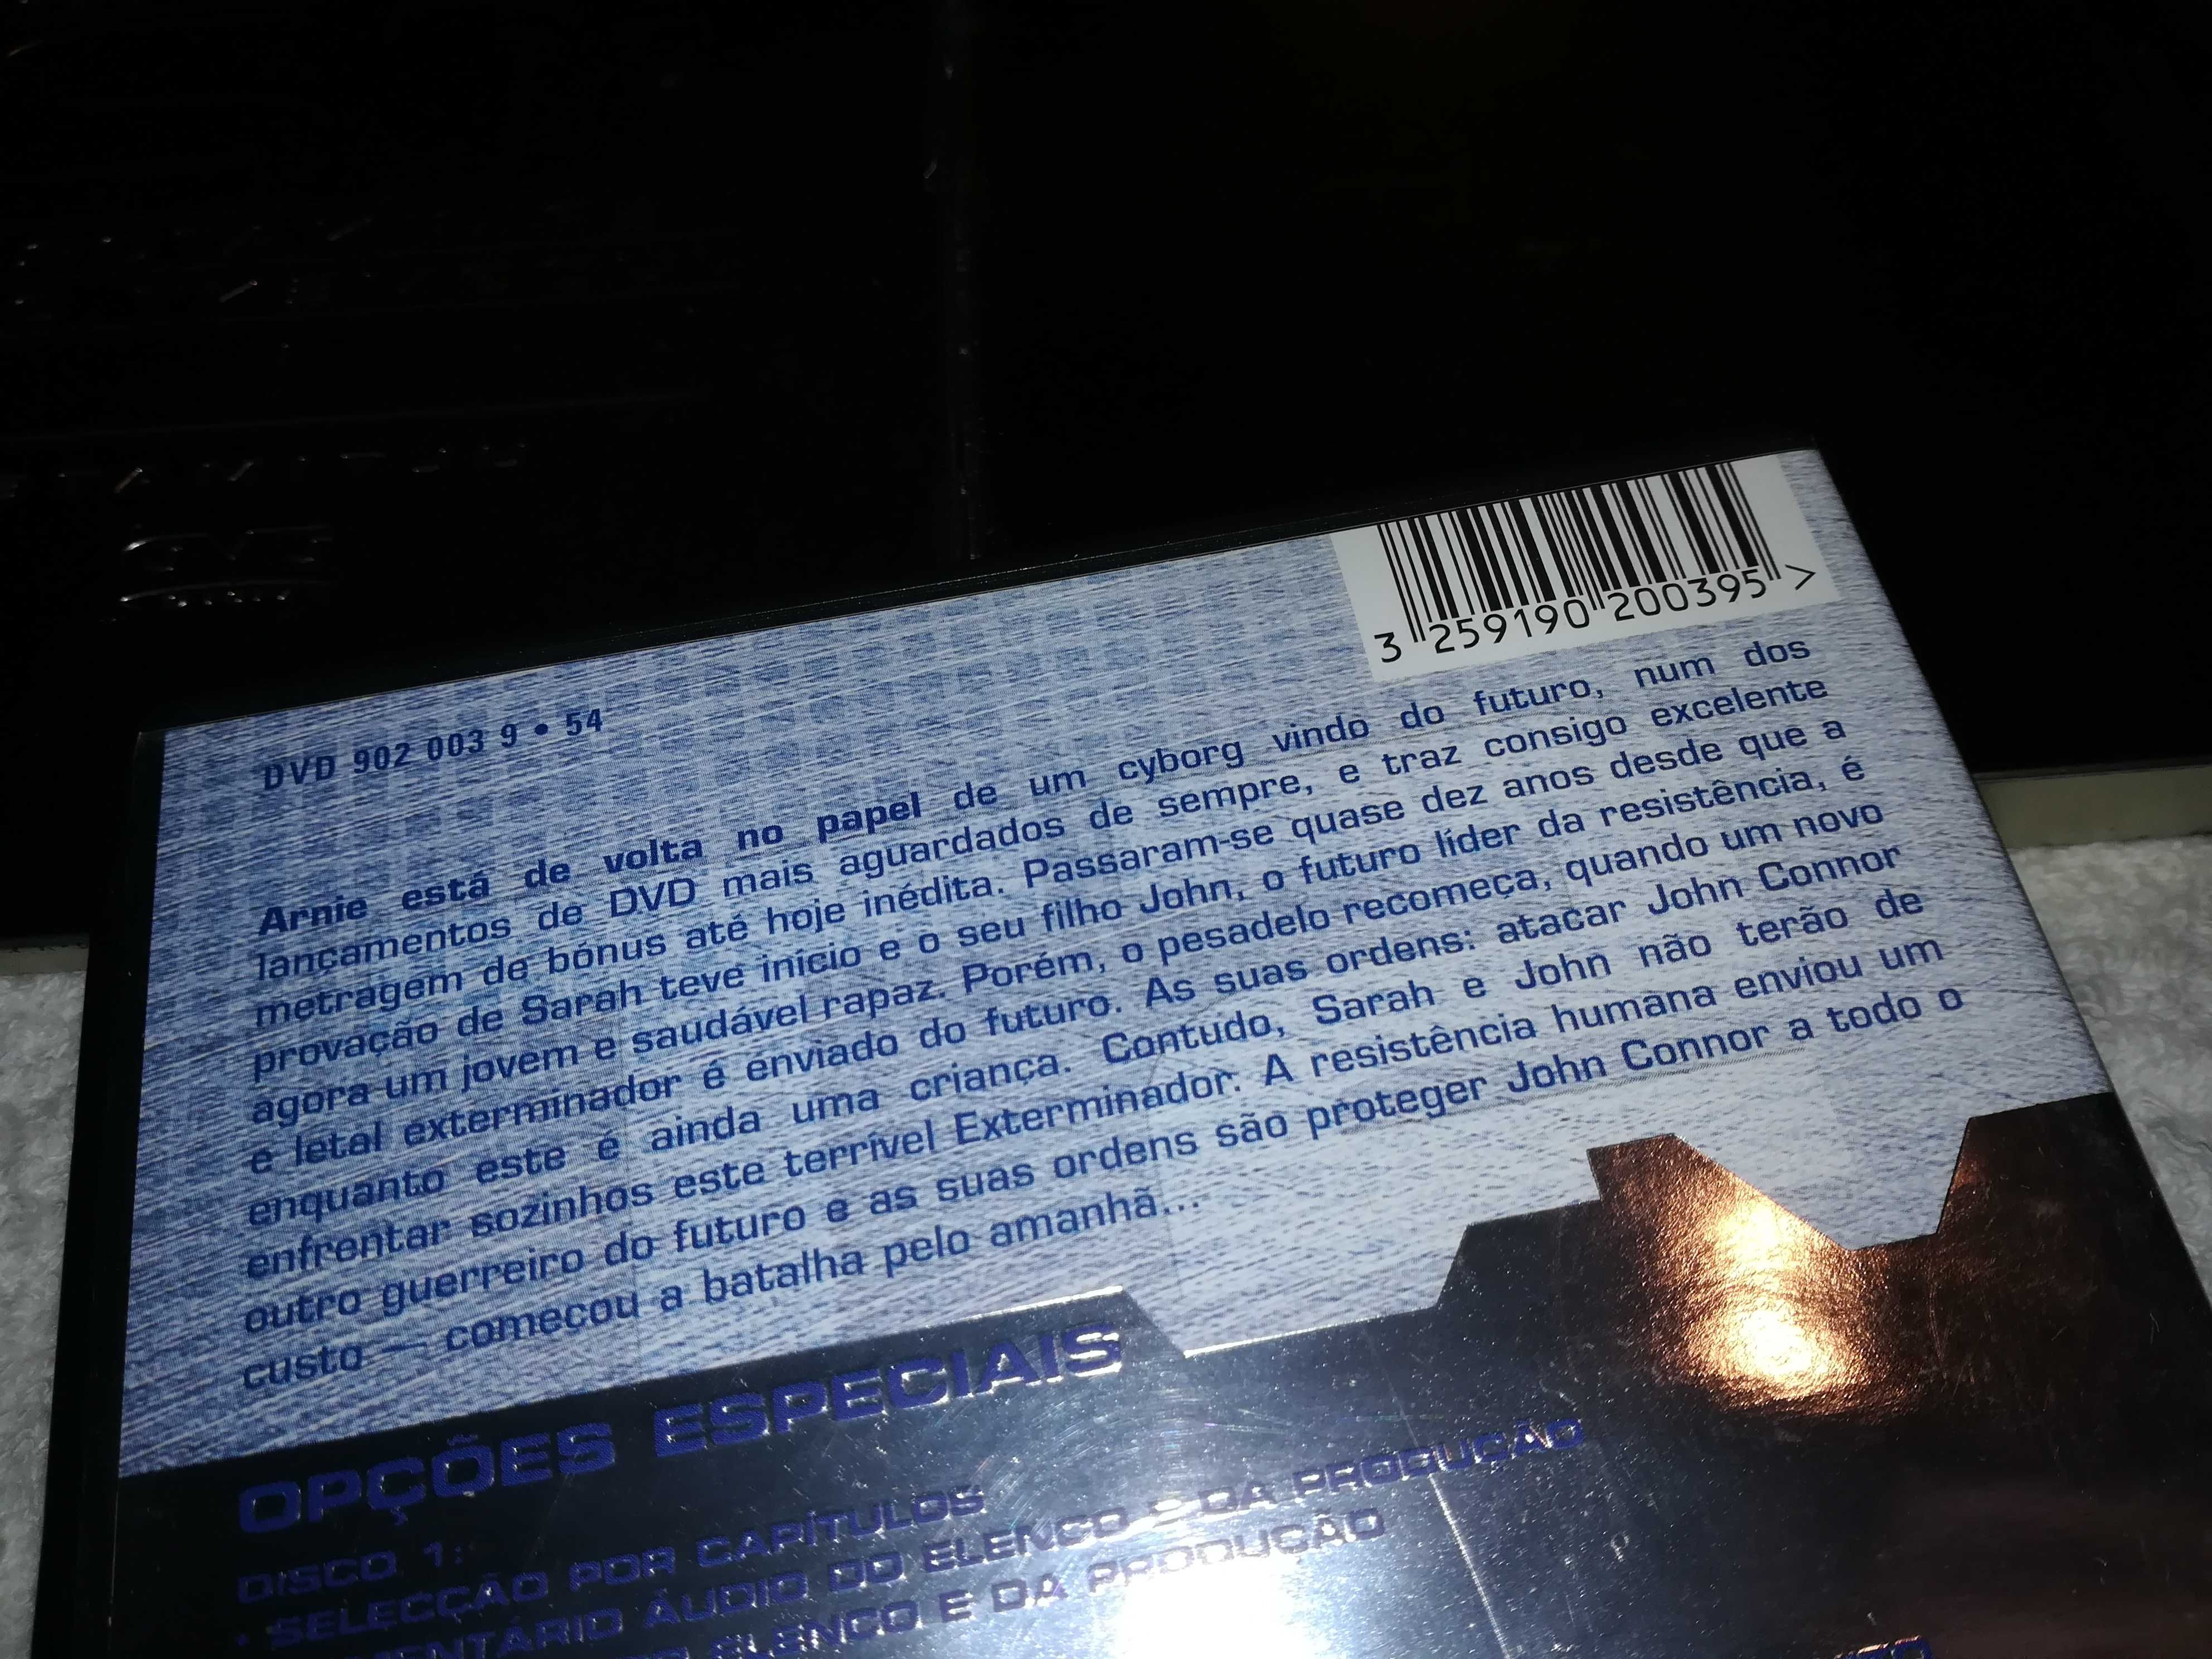 3 259190 200395 >
DVD 902 003 9 • 54
Arnie está de volta no papel de um cyborg vindo do futuro, num dos
lançamentos de DVD mais aguardados de sempre, e traz consigo excelente
metragem de bónus até hoje inédita. Passaram-se quase dez anos desde que a
provação de Sarah teve início e o seu filho John, o futuro líder da resistência, é
agora um jovem e saudável rapaz. Porém, o pesadelo recomeça, quando um novo
e letal exterminador é enviado do futuro. As suas ordens: atacar John Connor
enquanto este é ainda uma criança. Contudo, Sarah e John não terão de
enfrentar sozinhos este terrível Exterminador. A resistência humana enviou um
outro guerreiro do futuro e as suas ordens são proteger John Connor a todo o
custo — começou a batalha pelo amanhã...
OPÇÕES ESPECIAIS
DISCO 1:
• SELECÇÃO POR CAPÍTULOS
ÁUDIO DO ELENCO E DA PRODUÇÃO
ELENCO E DA PRODUÇÃO